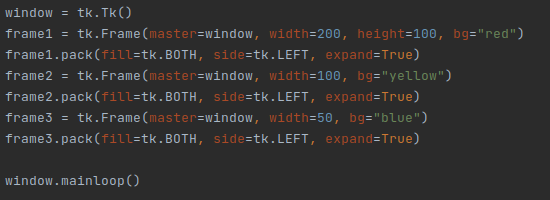 window = tk.Tk()
frame1 = tk.Frame(master=window, width=200, height=100, bg="red")
frame1.pack(fill=tk.BOTH, side=tk.LEFT, expand=True)
frame2 = tk.Frame(master=window, width=100, bg="yellow")
frame2.pack(fill=tk.BOTH, side=tk.LEFT, expand=True)
frame3 = tk.Frame(master=window, width=50, bg="blue")
frame3.pack(fill=tk.BOTH, side=tk.LEFT, expand=True)
window.mainloop()